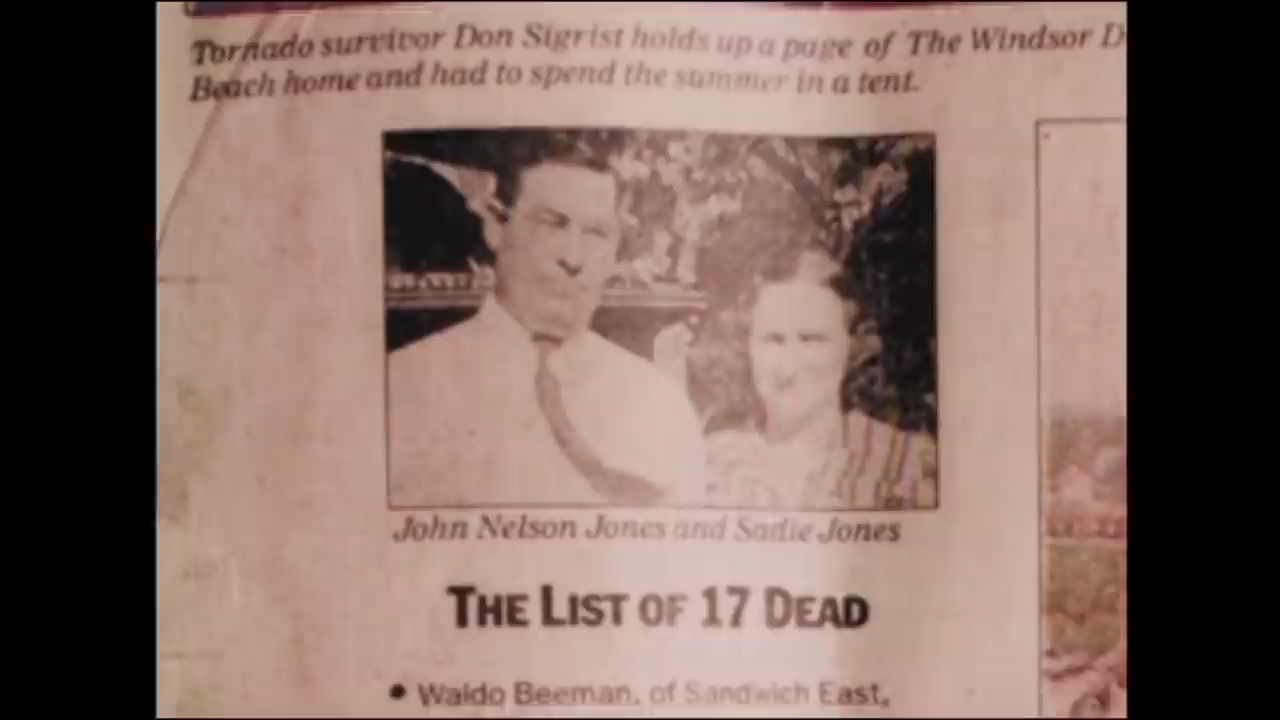 Tornado survivor Don Sigrist holds up a page of The Windsor D
Beach home and had to spend the summer in a tent.
John Nelson Jones and Sadie Jones
THE LIST OF 17 DEAD
• Waldo Beeman, of Sandwich East,